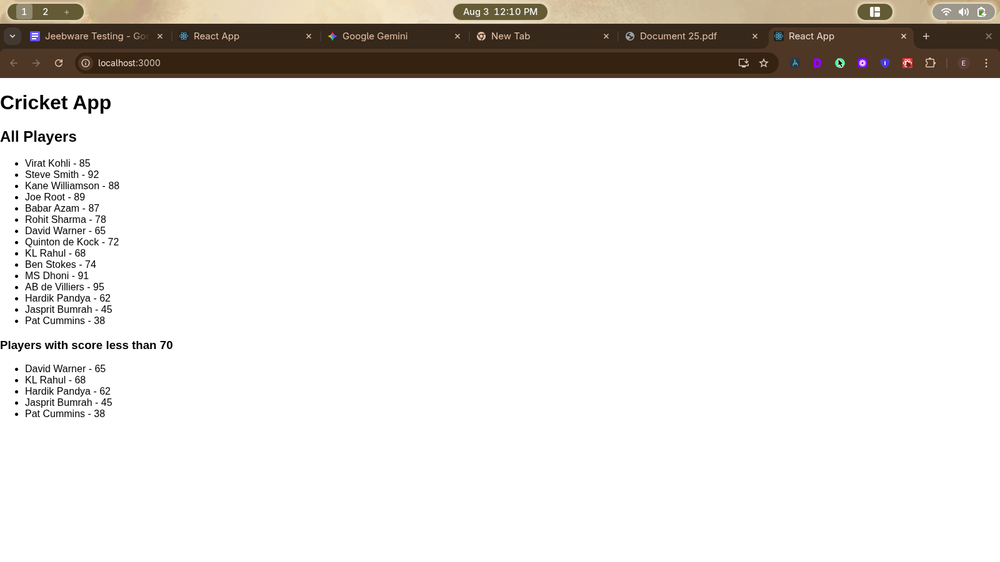 1 2 +
Aug 3 12:10 PM
Jeebware Testing - Goo
React App
Google Gemini
New Tab
Document 25.pdf
React App
localhost:3000
E
Cricket App
All Players
Virat Kohli - 85
Steve Smith - 92
Kane Williamson - 88
Joe Root - 89
Babar Azam - 87
Rohit Sharma - 78
David Warner - 65
Quinton de Kock - 72
KL Rahul - 68
Ben Stokes - 74
MS Dhoni - 91
AB de Villiers - 95
Hardik Pandya - 62
Jasprit Bumrah - 45
Pat Cummins - 38
Players with score less than 70
David Warner - 65
KL Rahul - 68
Hardik Pandya - 62
Jasprit Bumrah - 45
Pat Cummins - 38